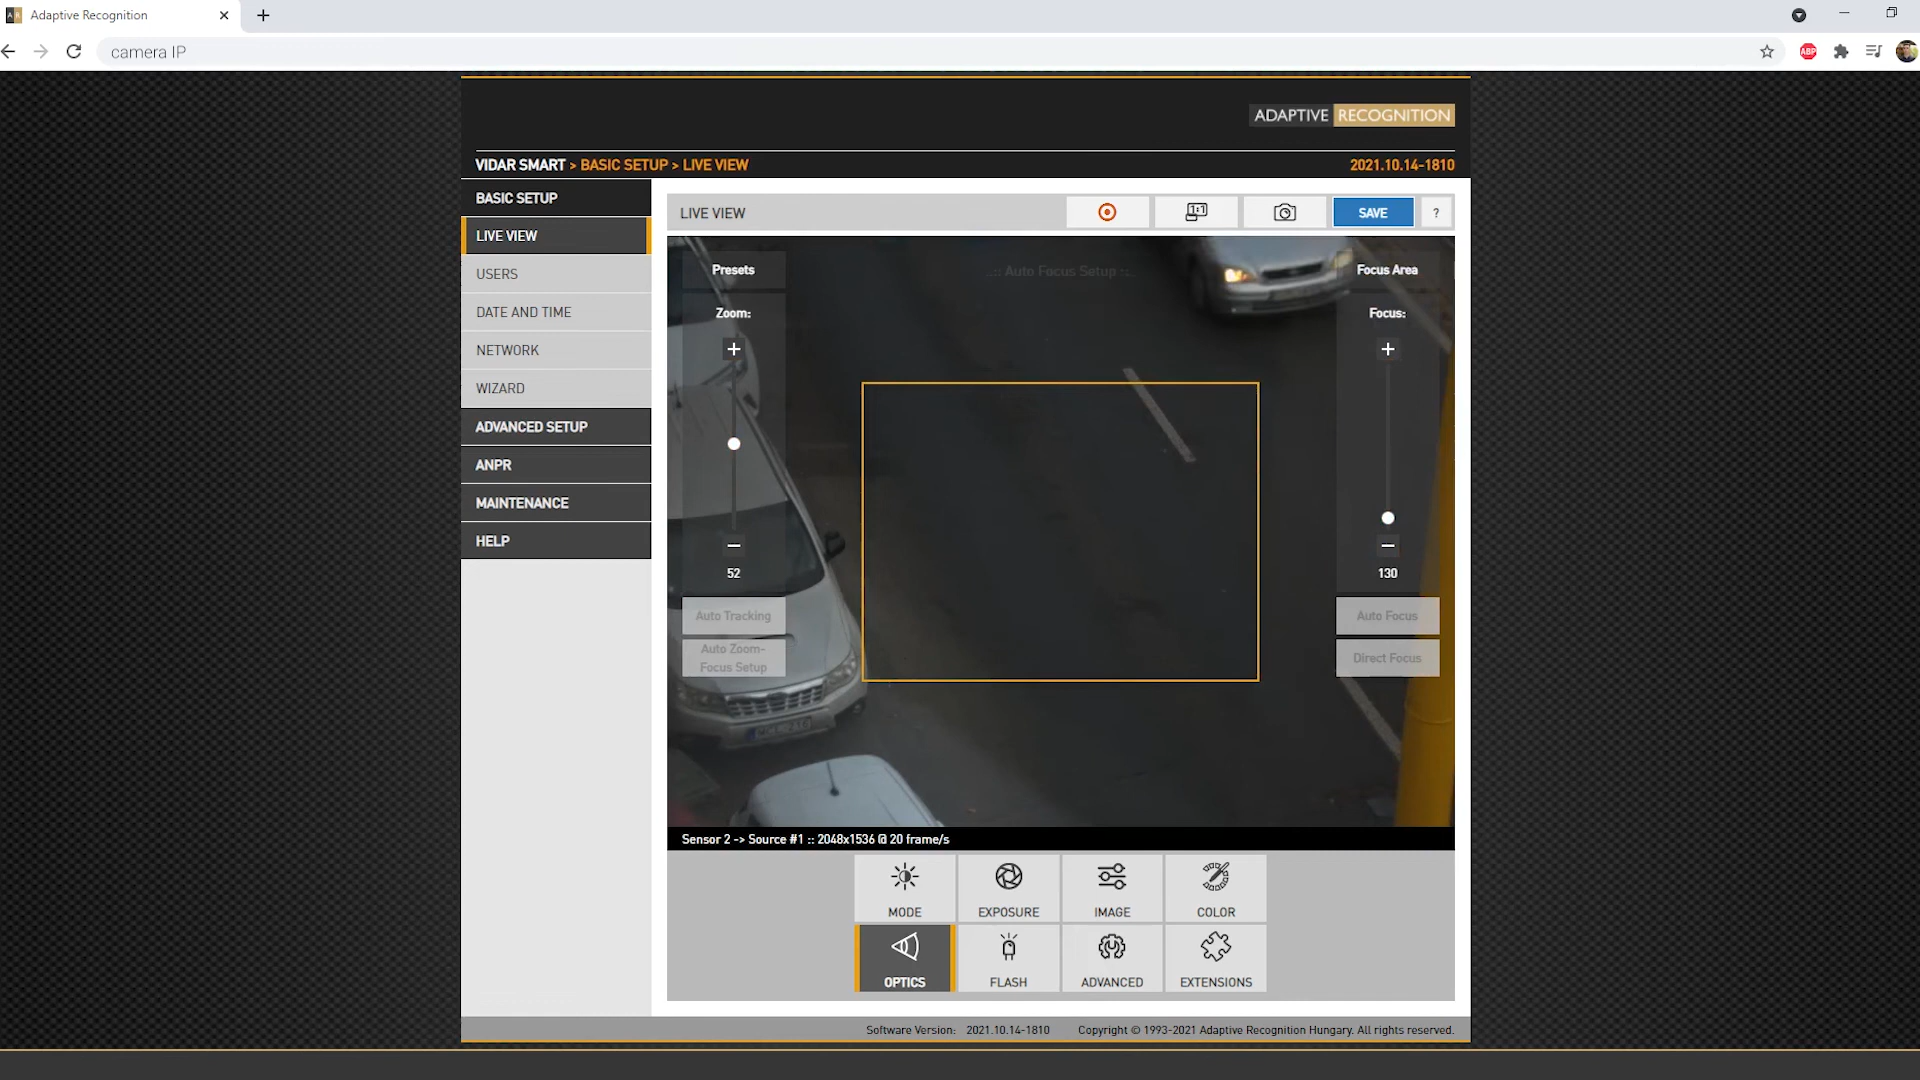 Adaptive Recognition
camera IP
ABP
ADAPTIVE RECOGNITION
VIDAR SMART > BASIC SETUP > LIVE VIEW
2021.10.14-1810
BASIC SETUP
LIVE VIEW
USERS
DATE AND TIME
NETWORK
WIZARD
ADVANCED SETUP
ANPR
MAINTENANCE
HELP
LIVE VIEW
1:1
SAVE
?
Presets
..:: Auto Focus Setup ::..
Focus Area
Zoom:
Focus:
52
130
Auto Tracking
Auto Focus
Auto Zoom-
Focus Setup
Direct Focus
Sensor 2 -> Source #1 :: 2048x1536 @ 20 frame/s
MODE
EXPOSURE
IMAGE
COLOR
OPTICS
FLASH
ADVANCED
EXTENSIONS
Software Version: 2021.10.14-1810
Copyright © 1993-2021 Adaptive Recognition Hungary. All rights reserved.